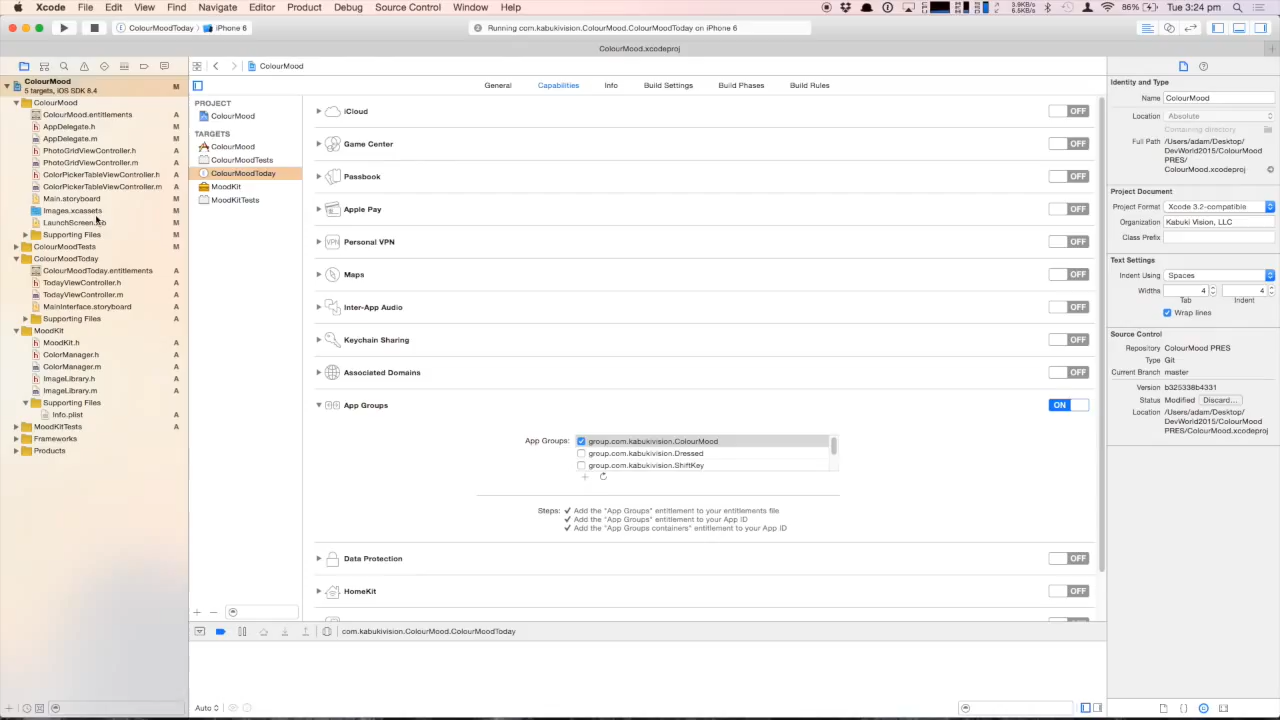 Xcode File Edit View Find Navigate Editor Product Debug Source Control Window Help
3.9KB/s
86% Tue 3:24 pm
ColourMoodToday iPhone 6
Running com.kabukivision.ColourMood.ColourMoodToday on iPhone 6
ColourMood.xcodeproj
ColourMood
5 targets, iOS SDK 8.4 M
ColourMood
ColourMood.entitlements A
AppDelegate.h M
AppDelegate.m M
PhotoGridViewController.h A
PhotoGridViewController.m A
ColorPickerTableViewController.h A
ColorPickerTableViewController.m A
Main.storyboard M
Images.xcassets M
M
Supporting Files M
ColourMoodTests M
ColourMoodToday
ColourMoodToday.entitlements A
TodayViewController.h A
TodayViewController.m A
MainInterface.storyboard A
Supporting Files A
MoodKit
MoodKit.h A
ColorManager.h A
ColorManager.m A
ImageLibrary.h A
ImageLibrary.m A
Supporting Files
Info.plist A
MoodKitTests A
Frameworks
Products
ColourMood
General Capabilities Info Build Settings Build Phases Build Rules
PROJECT
ColourMood
TARGETS
ColourMood
ColourMoodTests
ColourMoodToday
MoodKit
MoodKitTests
iCloud OFF
Game Center OFF
Passbook OFF
Apple Pay OFF
VPN Personal VPN OFF
Maps OFF
Inter-App Audio OFF
Keychain Sharing OFF
Associated Domains OFF
App Groups ON
App Groups: group.com.kabukivision.ColourMood
group.com.kabukivision.Dressed
group.com.kabukivision.ShiftKey
Steps: ✓ Add the "App Groups" entitlement to your entitlements file
✓ Add the "App Groups" entitlement to your App ID
✓ Add the "App Groups containers" entitlement to your App ID
Data Protection OFF
HomeKit OFF
com.kabukivision.ColourMood.ColourMoodToday
Auto
Identity and Type
Name ColourMood
Location Absolute
Containing directory
Full Path /Users/adam/Desktop/
DevWorld2015/ColourMood
PRES/
ColourMood.xcodeproj
Project Document
Project Format Xcode 3.2-compatible
Organization Kabuki Vision, LLC
Class Prefix
Text Settings
Indent Using Spaces
Widths 4 4
Tab Indent
Wrap lines
Source Control
Repository ColourMood PRES
Type Git
Current Branch master
Version b325338b4331
Status Modified Discard...
Location /Users/adam/Desktop/
DevWorld2015/ColourMood
PRES/ColourMood.xcodeproj